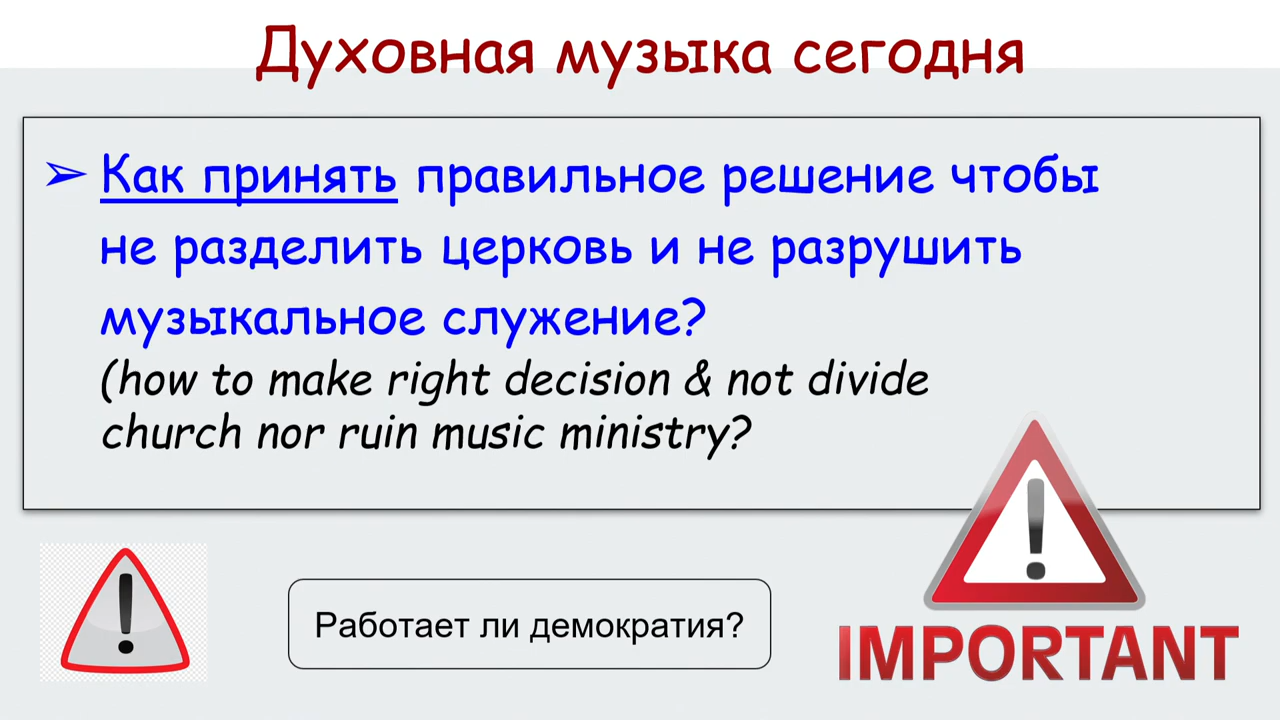 Духовная музыка сегодня
➢ Как принять правильное решение чтобы
не разделить церковь и не разрушить
музыкальное служение?
(how to make right decision & not divide
church nor ruin music ministry?
Работает ли демократия?
IMPORTANT